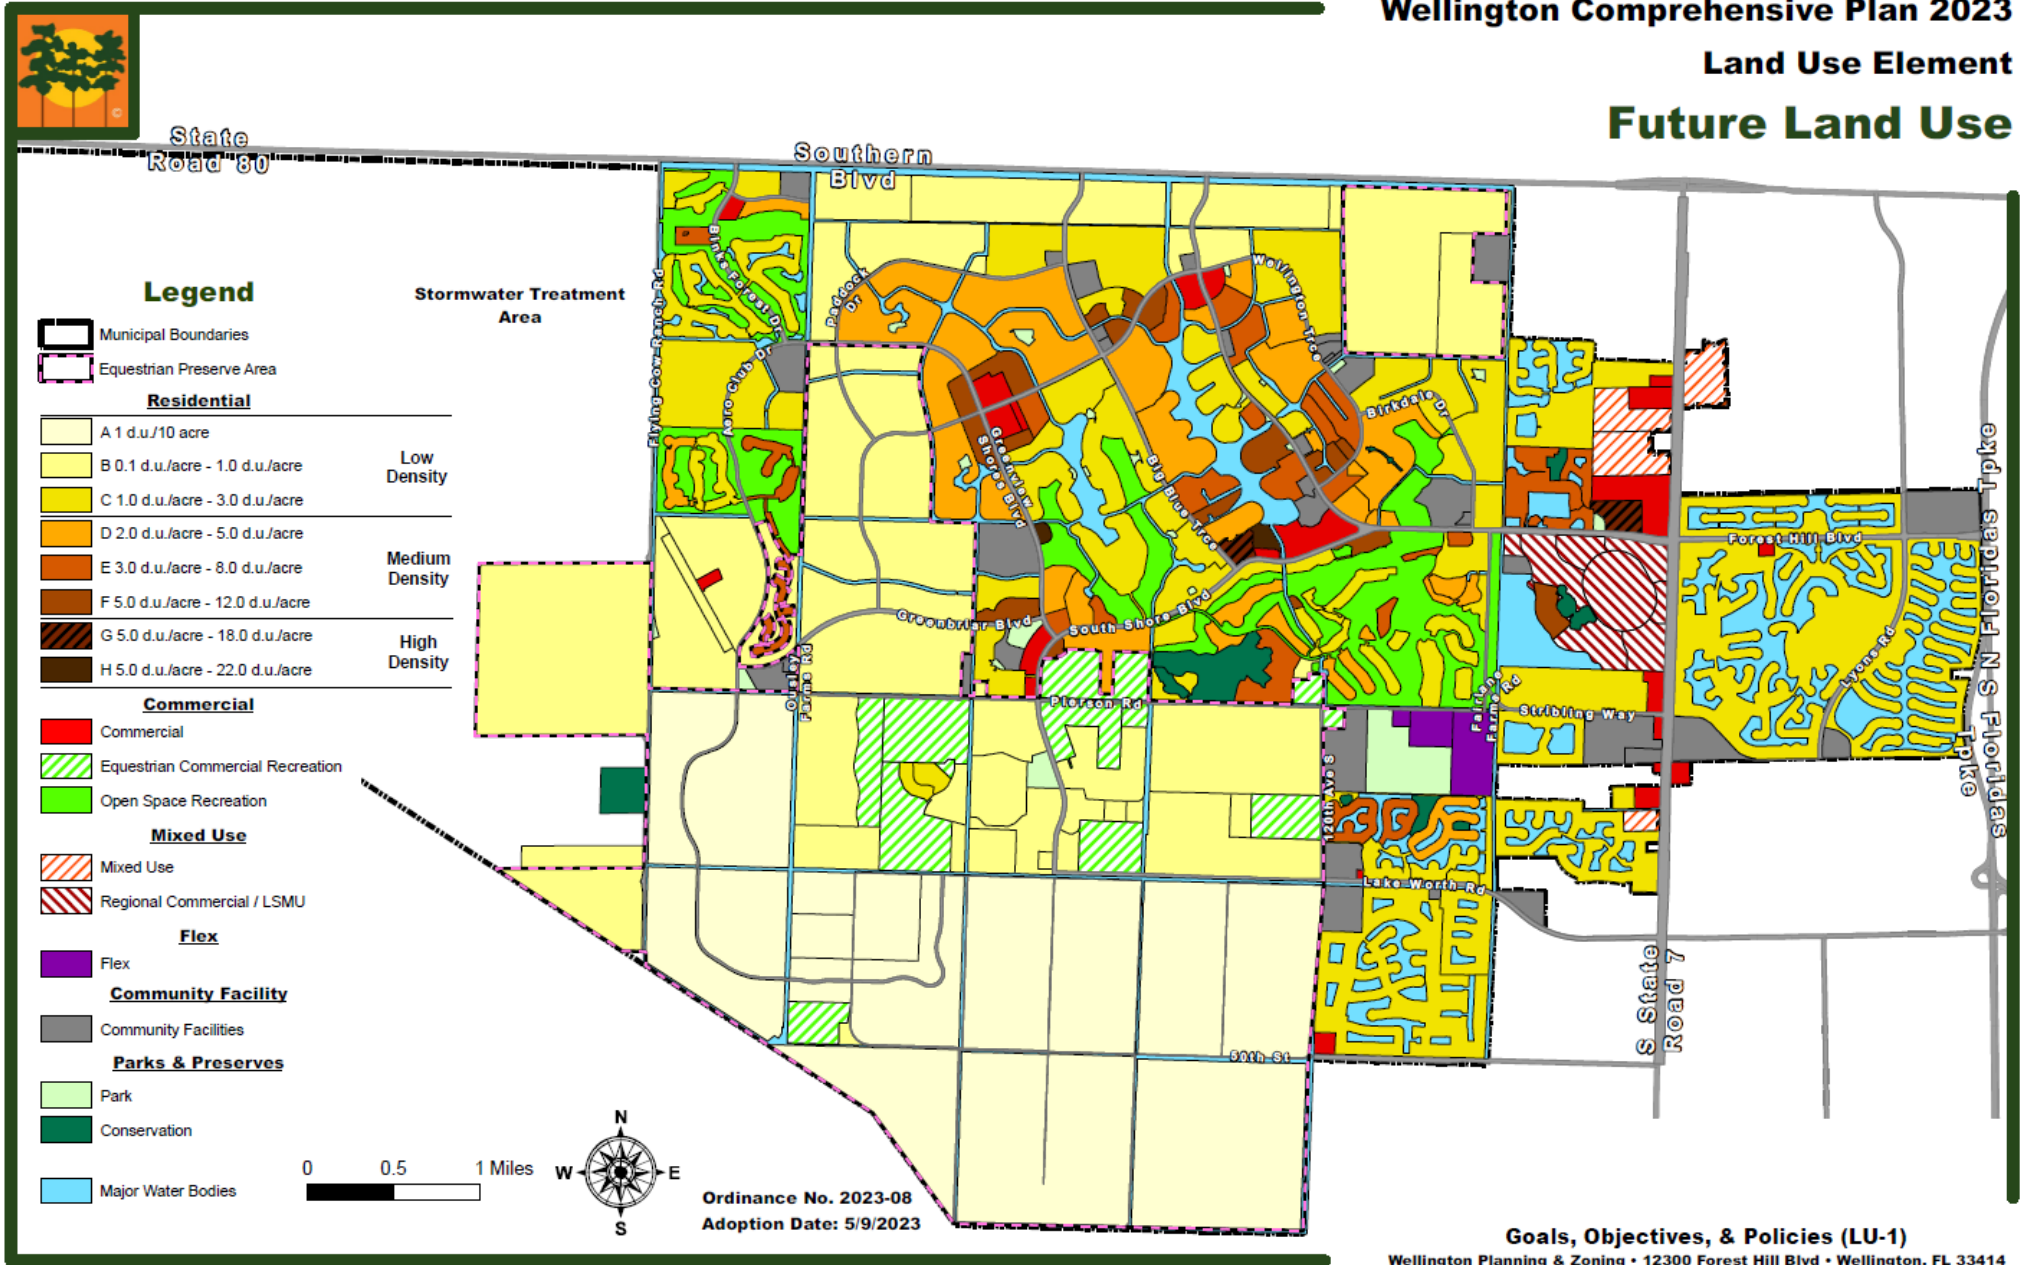 Wellington Comprehensive Plan 2023
Land Use Element
Future Land Use
©
State
Road 80
Southern
Blvd
Legend
Municipal Boundaries
Equestrian Preserve Area
Residential
A 1 d.u./10 acre
B 0.1 d.u./acre - 1.0 d.u./acre
C 1.0 d.u./acre - 3.0 d.u./acre
Low
Density
D 2.0 d.u./acre - 5.0 d.u./acre
E 3.0 d.u./acre - 8.0 d.u./acre
F 5.0 d.u./acre - 12.0 d.u./acre
Medium
Density
G 5.0 d.u./acre - 18.0 d.u./acre
H 5.0 d.u./acre - 22.0 d.u./acre
High
Density
Commercial
Commercial
Equestrian Commercial Recreation
Open Space Recreation
Mixed Use
Mixed Use
Regional Commercial / LSMU
Flex
Flex
Community Facility
Community Facilities
Parks & Preserves
Park
Conservation
Major Water Bodies
0 0.5 1 Miles
N
W E
S
Stormwater Treatment
Area
Flying Cow Ranch Rd
Binks Forest Dr
Aero Club Dr
Paddock
Dr
Wellington Trce
Birkdale Dr
Greenview
Shores Blvd
Big Blue Trce
Greenbriar Blvd
South Shore Blvd
Ousley
Farms Rd
Pierson Rd
Forest Hill Blvd
Lyons Rd
Fairlane
Farms Rd
Stribling Way
120th Ave S
Lake Worth Rd
50th St
S State
Road 7
N Floridas Tpke
S Floridas
Tpke
Ordinance No. 2023-08
Adoption Date: 5/9/2023
Goals, Objectives, & Policies (LU-1)
Wellington Planning & Zoning • 12300 Forest Hill Blvd • Wellington, FL 33414